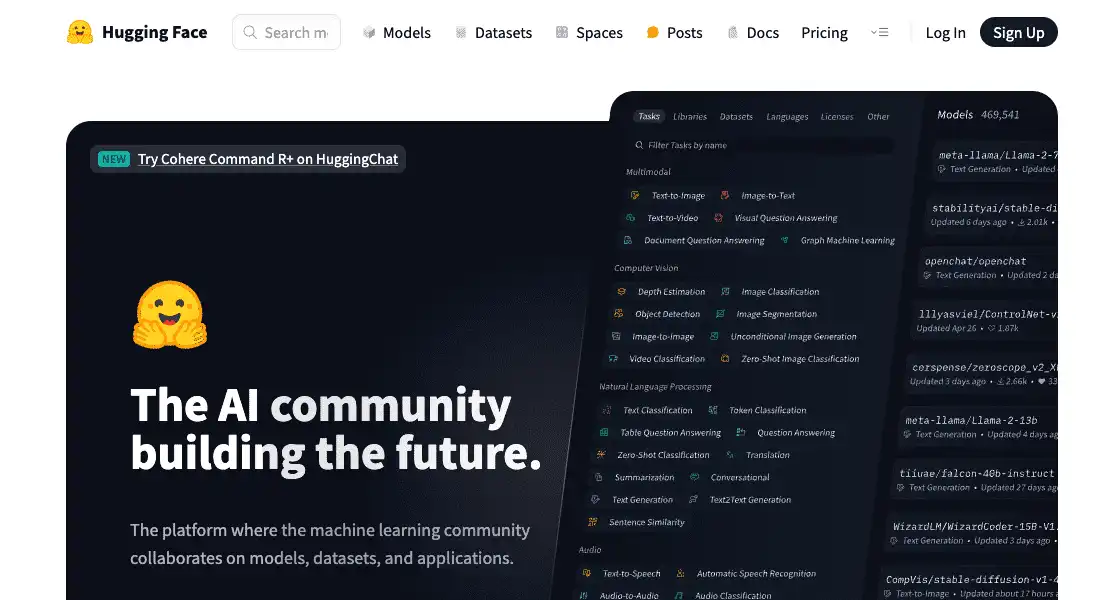 Hugging Face Search m Models Datasets Spaces Posts Docs Pricing Log In Sign Up
NEW Try Cohere Command R+ on HuggingChat
The AI community
building the future.
The platform where the machine learning community
collaborates on models, datasets, and applications.
Tasks Libraries Datasets Languages Licenses Other
Filter Tasks by name
Multimodal
Text-to-Image Image-to-Text
Text-to-Video Visual Question Answering
Document Question Answering Graph Machine Learning
Computer Vision
Depth Estimation Image Classification
Object Detection Image Segmentation
Image-to-Image Unconditional Image Generation
Video Classification Zero-Shot Image Classification
Natural Language Processing
Text Classification Token Classification
Table Question Answering Question Answering
Zero-Shot Classification Translation
Summarization Conversational
Text Generation Text2Text Generation
Sentence Similarity
Audio
Text-to-Speech Automatic Speech Recognition
Audio-to-Audio Audio Classification
Models 469,541
meta-llama/Llama-2-7
Text Generation • Updated
stabilityai/stable-di
Updated 6 days ago • 2.01k •
openchat/openchat
Text Generation • Updated 2 da
lllyasviel/ControlNet-v
Updated Apr 26 • 1.87k
cerspense/zeroscope_v2_X
Updated 3 days ago • 2.66k • 33
meta-llama/Llama-2-13b
Text Generation • Updated 4 days ag
tiiuae/falcon-40b-instruct
Text Generation • Updated 27 days ag
WizardLM/WizardCoder-15B-V1.
Text Generation • Updated 3 days ago •
CompVis/stable-diffusion-v1-4
Text-to-Image • Updated about 17 hours